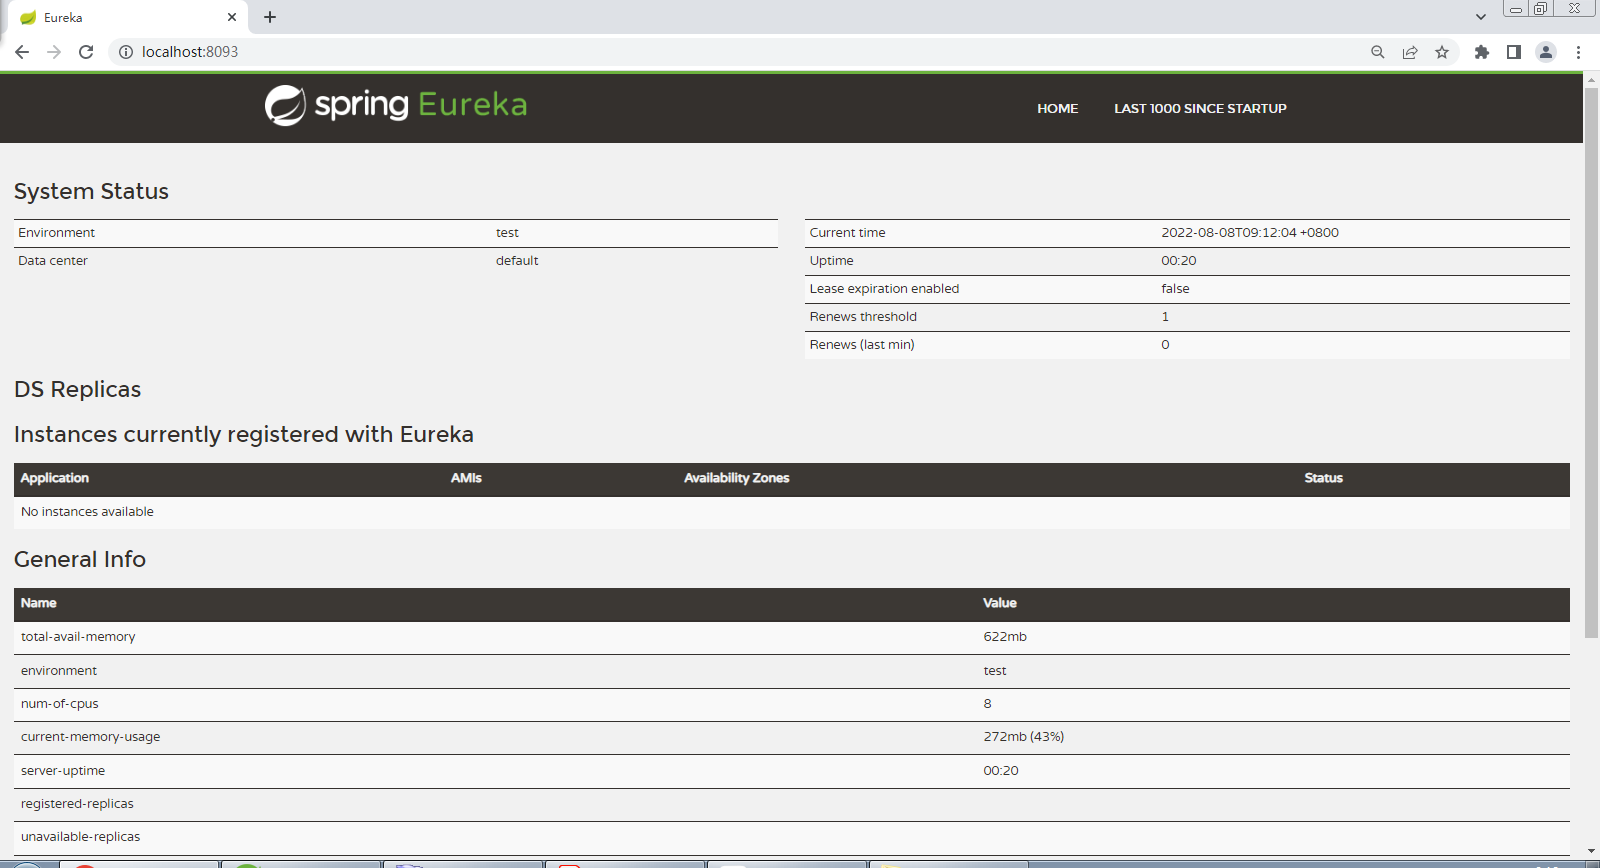 Eureka
localhost:8093
spring Eureka
HOME LAST 1000 SINCE STARTUP
System Status
Environment test
Data center default
Current time 2022-08-08T09:12:04 +0800
Uptime 00:20
Lease expiration enabled false
Renews threshold 1
Renews (last min) 0
DS Replicas
Instances currently registered with Eureka
Application AMIs Availability Zones Status
No instances available
General Info
Name Value
total-avail-memory 622mb
environment test
num-of-cpus 8
current-memory-usage 272mb (43%)
server-uptime 00:20
registered-replicas
unavailable-replicas